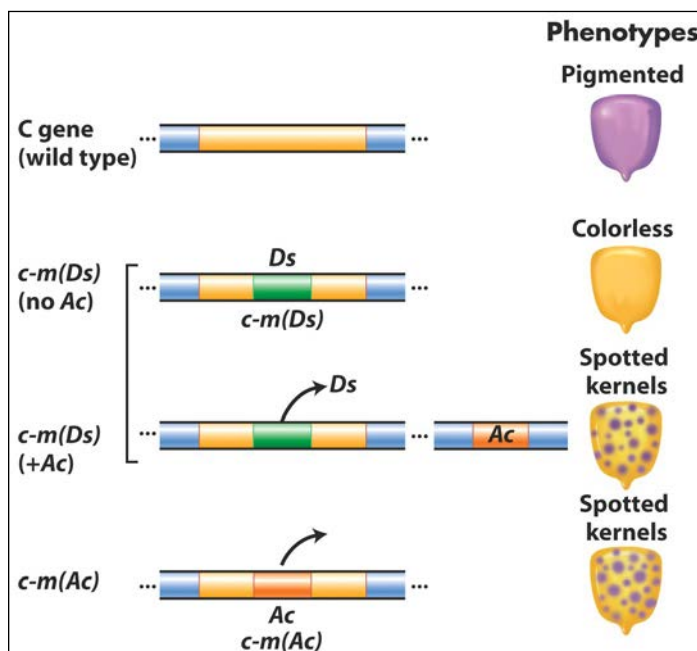 Phenotypes
Pigmented
C gene
(wild type)
... ...
Colorless
Ds
c-m(Ds)
(no Ac)
... ...
c-m(Ds)
Spotted
kernels
Ds
c-m(Ds)
(+Ac)
... ... Ac
Spotted
kernels
c-m(Ac)
... ...
Ac
c-m(Ac)